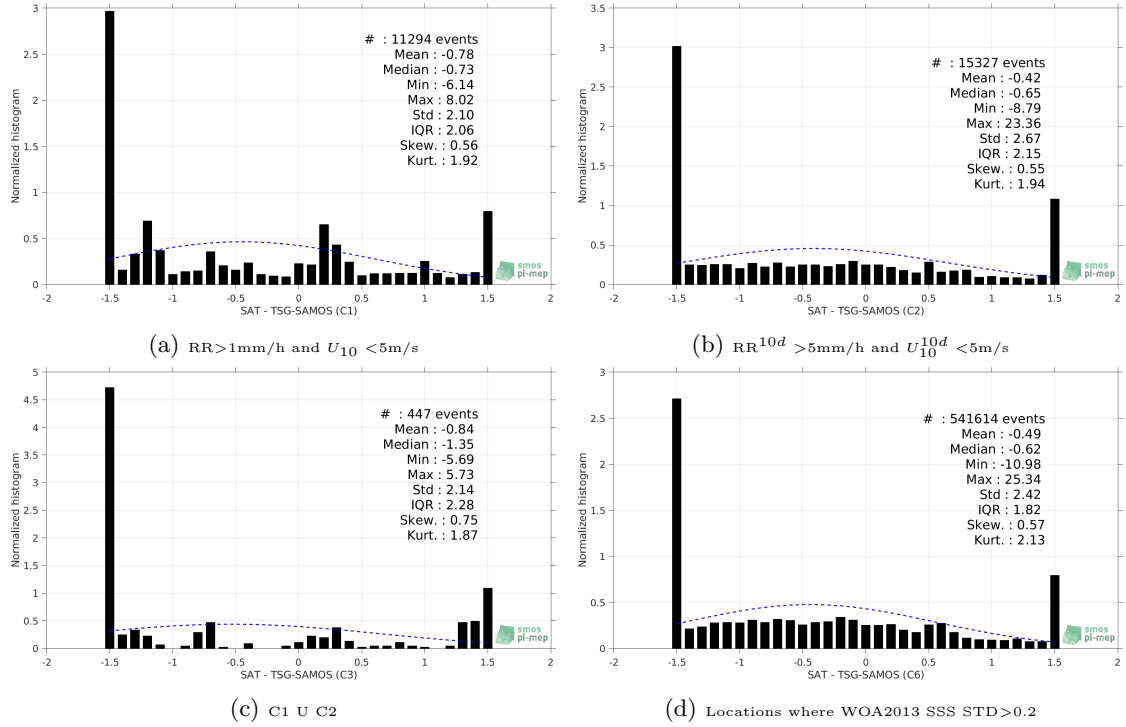 3
2.5
2
1.5
1
0.5
0
Normalized histogram
# : 11294 events
Mean : -0.78
Median : -0.73
Min : -6.14
Max : 8.02
Std : 2.10
IQR : 2.06
Skew. : 0.56
Kurt. : 1.92
smos
pi-mep
-2 -1.5 -1 -0.5 0 0.5 1 1.5 2
SAT - TSG-SAMOS (C1)
(a) RR>1mm/h and U10 <5m/s
3.5
3
2.5
2
1.5
1
0.5
0
Normalized histogram
# : 15327 events
Mean : -0.42
Median : -0.65
Min : -8.79
Max : 23.36
Std : 2.67
IQR : 2.15
Skew. : 0.55
Kurt. : 1.94
smos
pi-mep
-2 -1.5 -1 -0.5 0 0.5 1 1.5 2
SAT - TSG-SAMOS (C2)
(b) RR10d >5mm/h and U10 10d <5m/s
5
4.5
4
3.5
3
2.5
2
1.5
1
0.5
0
Normalized histogram
# : 447 events
Mean : -0.84
Median : -1.35
Min : -5.69
Max : 5.73
Std : 2.14
IQR : 2.28
Skew. : 0.75
Kurt. : 1.87
smos
pi-mep
-2 -1.5 -1 -0.5 0 0.5 1 1.5 2
SAT - TSG-SAMOS (C3)
(c) C1 U C2
3
2.5
2
1.5
1
0.5
0
Normalized histogram
# : 541614 events
Mean : -0.49
Median : -0.62
Min : -10.98
Max : 25.34
Std : 2.42
IQR : 1.82
Skew. : 0.57
Kurt. : 2.13
smos
pi-mep
-2 -1.5 -1 -0.5 0 0.5 1 1.5 2
SAT - TSG-SAMOS (C6)
(d) Locations where WOA2013 SSS STD>0.2